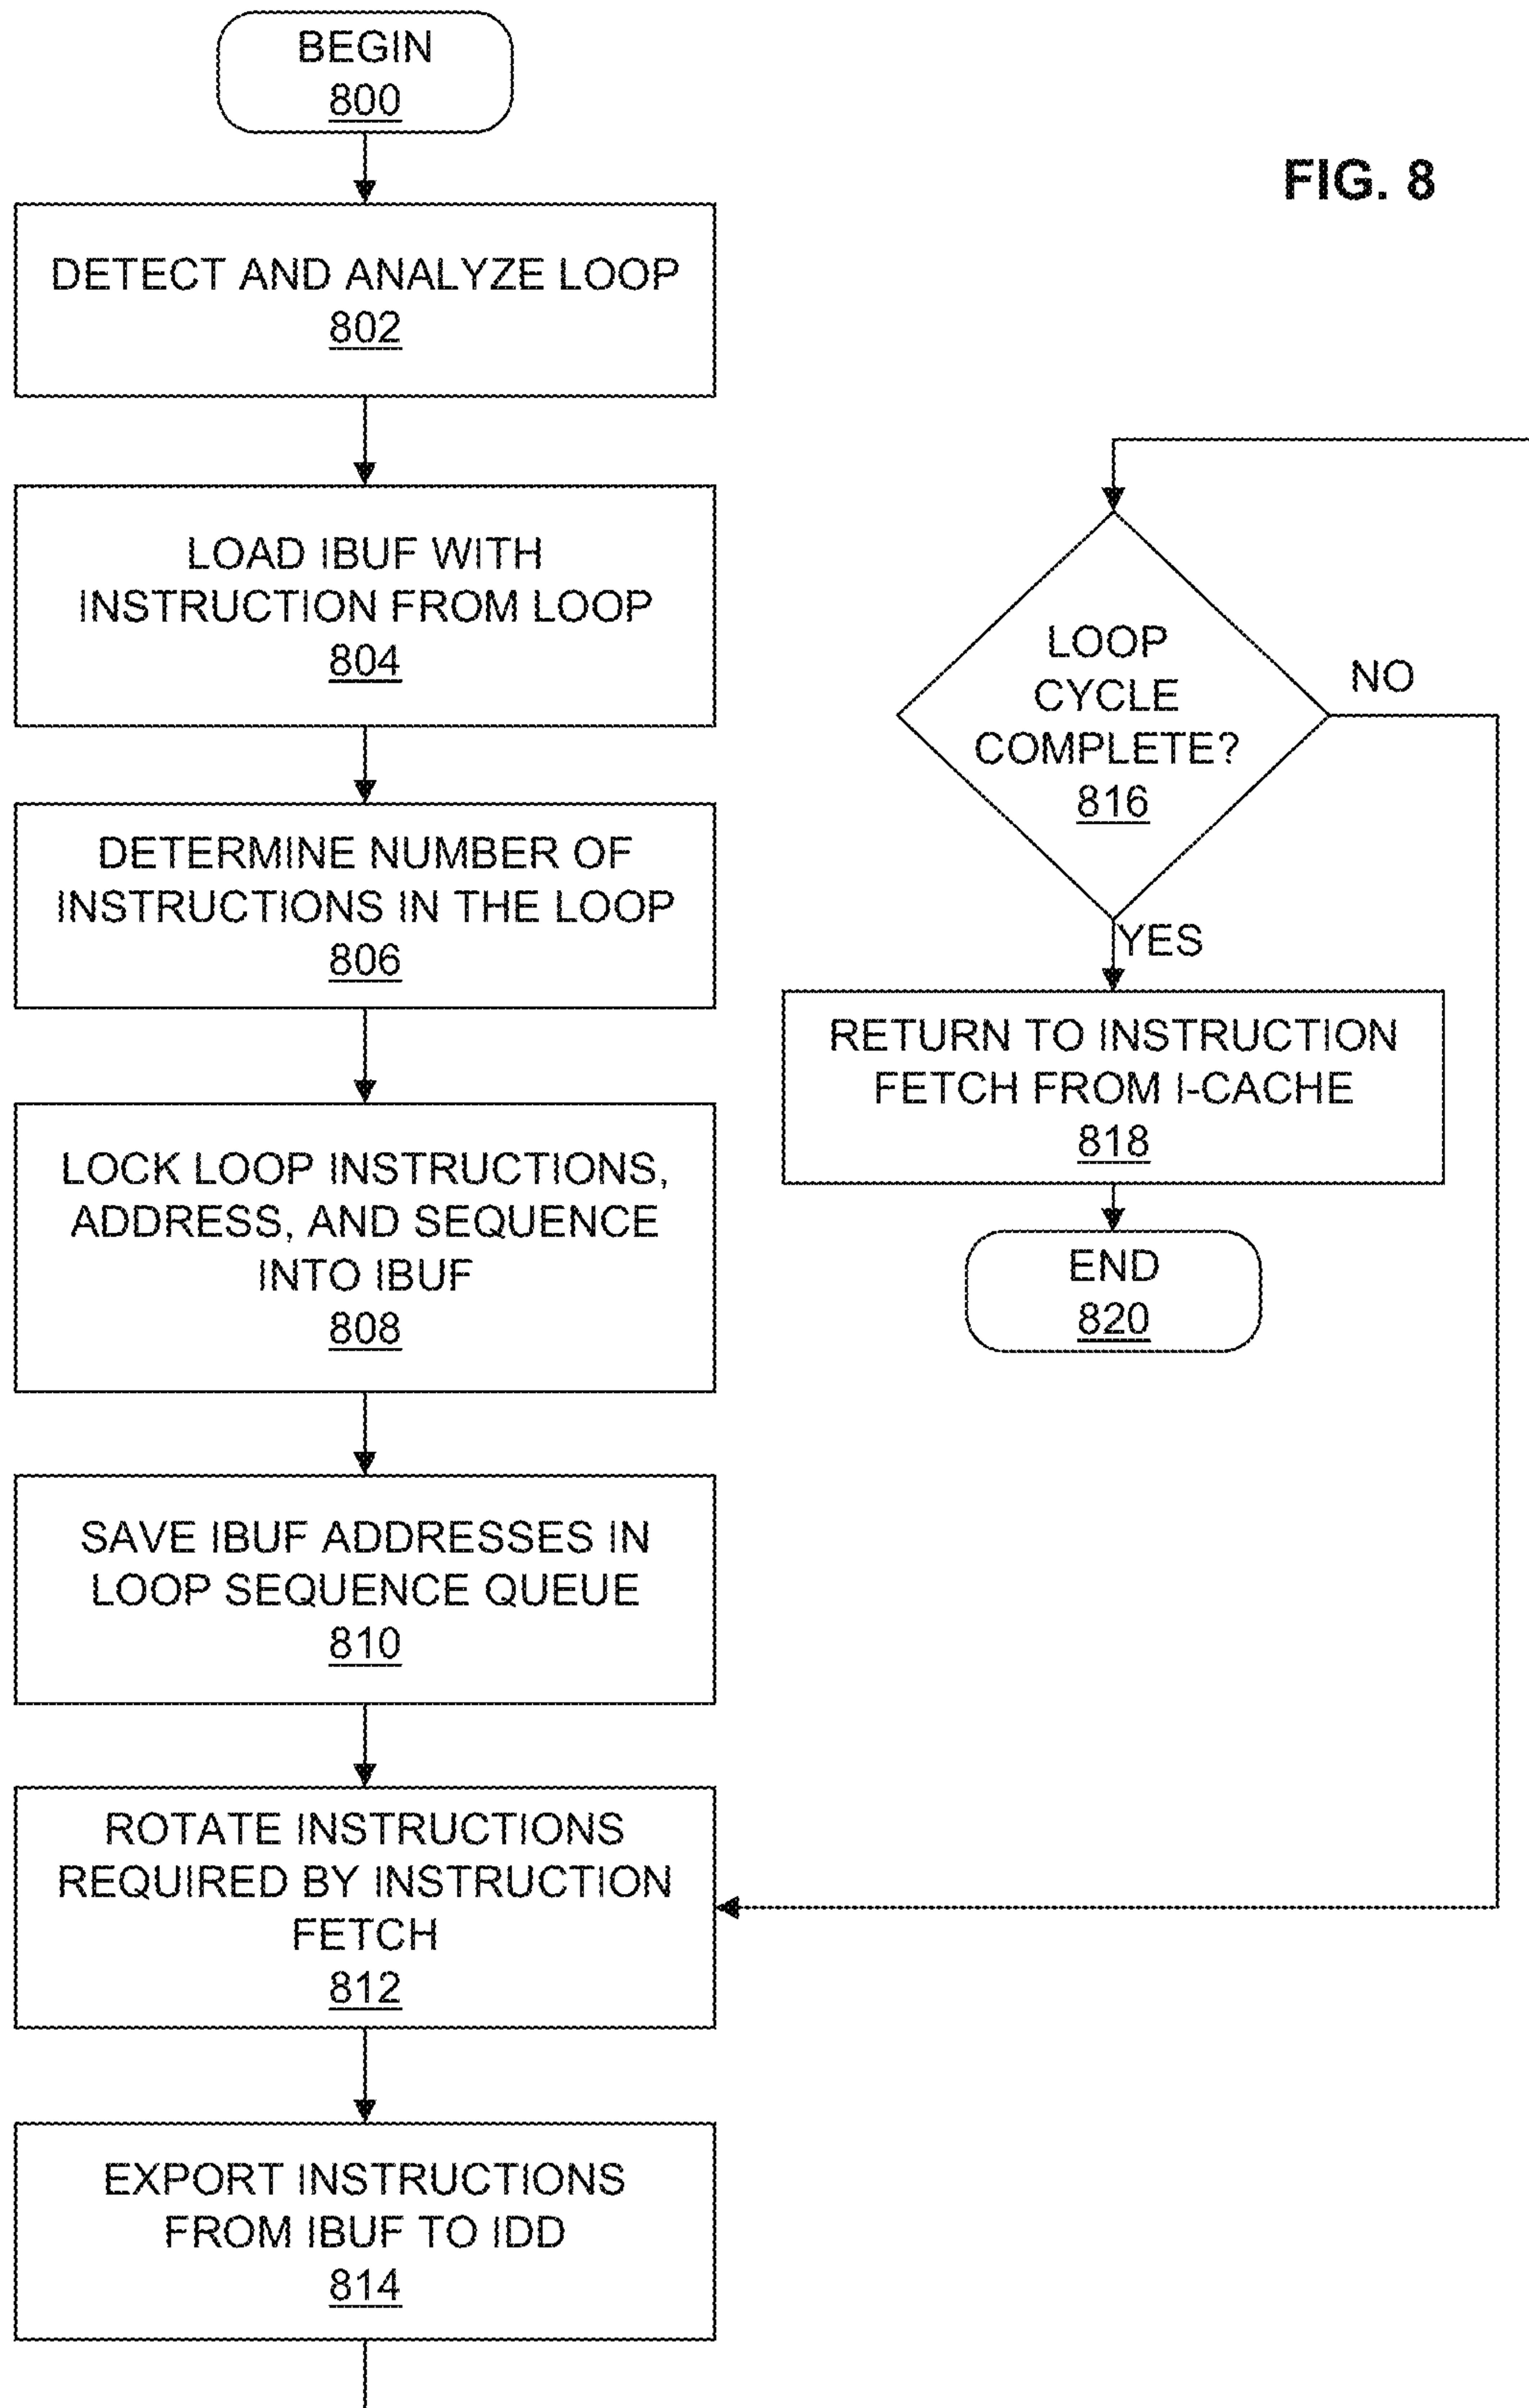 BEGIN
800
FIG. 8
DETECT AND ANALYZE LOOP
802
LOAD IBUF WITH
INSTRUCTION FROM LOOP
804
DETERMINE NUMBER OF
INSTRUCTIONS IN THE LOOP
806
LOCK LOOP INSTRUCTIONS,
ADDRESS, AND SEQUENCE
INTO IBUF
808
SAVE IBUF ADDRESSES IN
LOOP SEQUENCE QUEUE
810
ROTATE INSTRUCTIONS
REQUIRED BY INSTRUCTION
FETCH
812
EXPORT INSTRUCTIONS
FROM IBUF TO IDD
814
LOOP
CYCLE
COMPLETE?
816
NO
YES
RETURN TO INSTRUCTION
FETCH FROM I-CACHE
818
END
820